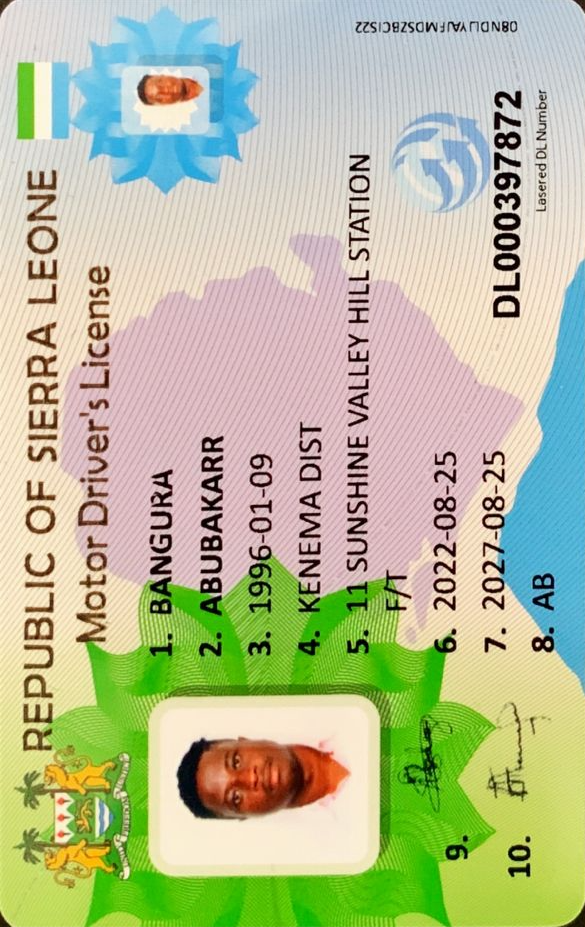 REPUBLIC OF SIERRA LEONE
Motor Driver's License
1. BANGURA
2. ABUBAKARR
3. 1996-01-09
4. KENEMA DIST
5. 11 SUNSHINE VALLEY HILL STATION
F/T
6. 2022-08-25
7. 2027-08-25
8. AB
9.
10.
DL000397872
Lasered DL Number